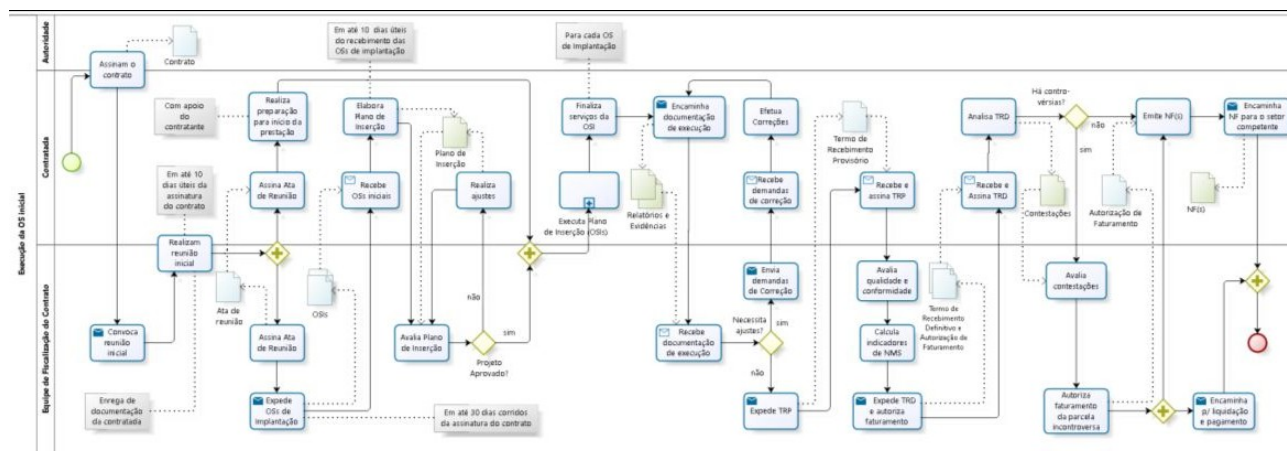 Execução da OS inicial
Autoridade
Contratada
Equipe de Fiscalização do Contrato
Assinam o
contrato
Contrato
Com apoio
do
contratante
Realiza
preparação
para início da
prestação
Em até 10
dias úteis da
assinatura do
contrato
Assina Ata
de Reunião
Realizam
reunião
inicial
Convoca
reunião
inicial
Enrega de
documentação
da contratada
Ata de
reunião
Assina Ata
de Reunião
Expede
OSs de
Implantação
Em até 10 dias úteis
do recebimento das
OSs de implantação
Elabora
Plano de
Inserção
Plano de
Inserção
Recebe
OSs iniciais
OSIs
Realiza
ajustes
Avalia Plano
de Inserção
não
sim
Projeto
Aprovado?
Em até 30 dias corridos
da assinatura do contrato
Para cada OS
de Implantação
Finaliza
serviços da
OSI
Executa Plano
de Inserção (OSIs)
Encaminha
documentação
de execução
Relatórios e
Evidências
Recebe
documentação
de execução
Efetua
Correções
Recebe
demandas
de correção
Envia
demandas
de Correção
Necessita
ajustes?
sim
não
Expede TRP
Termo de
Recebimento
Provisório
Recebe e
assina TRP
Avalia
qualidade e
conformidade
Calcula
indicadores
de NMS
Expede TRD
e autoriza
faturamento
Termo de
Recebimento
Definitivo e
Autorização de
Faturamento
Analisa TRD
Recebe e
Assina TRD
Há contro-
vérsias?
não
sim
Contestações
Avalia
contestações
Autoriza
faturamento
da parcela
incontroversa
Emite NF(s)
Autorização de
Faturamento
Encaminha
NF para o setor
competente
NF(s)
Encaminha
p/ liquidação
e pagamento